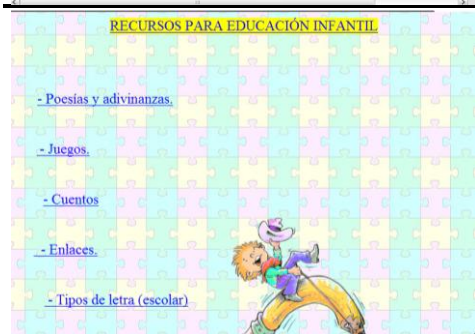 RECURSOS PARA EDUCACIÓN INFANTIL
- Poesías y adivinanzas.
- Juegos.
- Cuentos
- Enlaces.
- Tipos de letra (escolar)